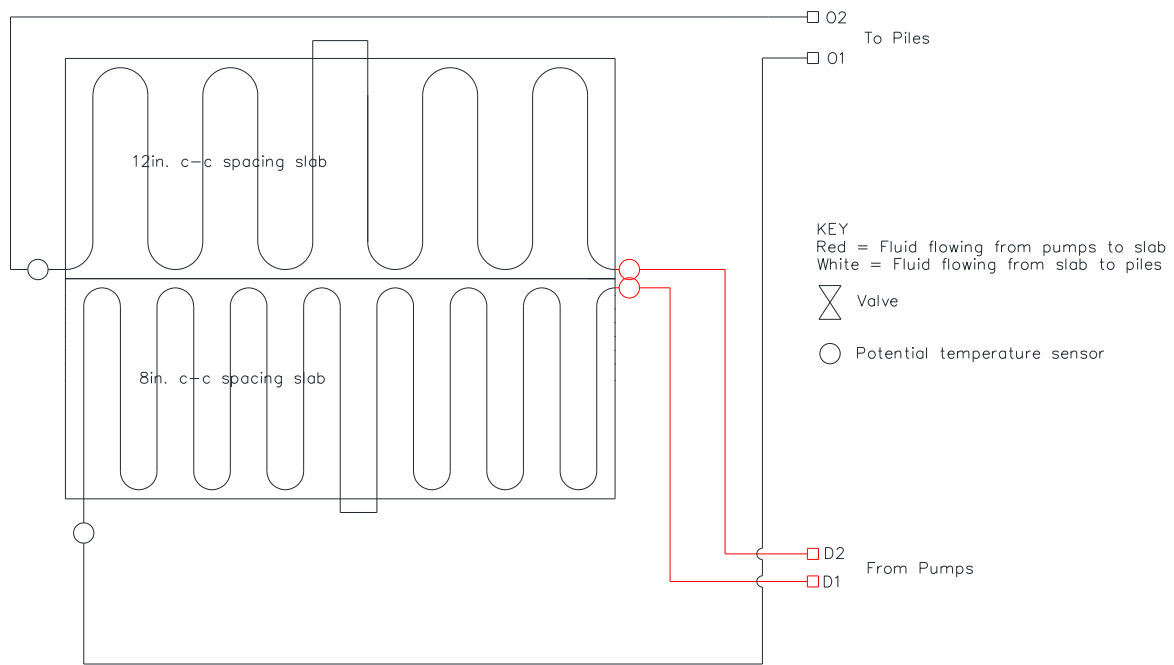 O2
To Piles
O1
12in. c-c spacing slab
KEY
Red = Fluid flowing from pumps to slab
White = Fluid flowing from slab to piles
Valve
Potential temperature sensor
8in. c-c spacing slab
D2
From Pumps
D1